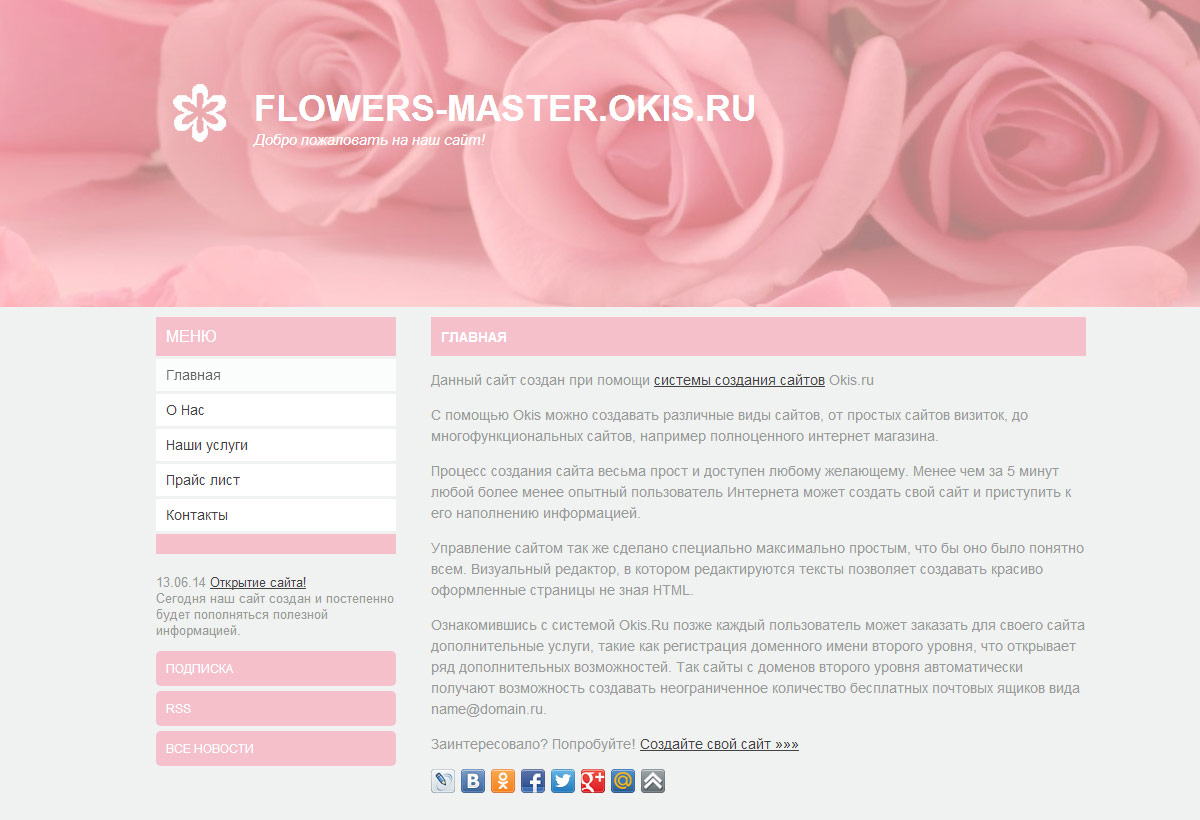 FLOWERS-MASTER.OKIS.RU
Добро пожаловать на наш сайт!
МЕНЮ
Главная
О Нас
Наши услуги
Прайс лист
Контакты
13.06.14 Открытие сайта!
Сегодня наш сайт создан и постепенно
будет пополняться полезной
информацией.
ПОДПИСКА
RSS
ВСЕ НОВОСТИ
ГЛАВНАЯ
Данный сайт создан при помощи системы создания сайтов Okis.ru
С помощью Okis можно создавать различные виды сайтов, от простых сайтов визиток, до
многофункциональных сайтов, например полноценного интернет магазина.
Процесс создания сайта весьма прост и доступен любому желающему. Менее чем за 5 минут
любой более менее опытный пользователь Интернета может создать свой сайт и приступить к
его наполнению информацией.
Управление сайтом так же сделано специально максимально простым, что бы оно было понятно
всем. Визуальный редактор, в котором редактируются тексты позволяет создавать красиво
оформленные страницы не зная HTML.
Ознакомившись с системой Okis.Ru позже каждый пользователь может заказать для своего сайта
дополнительные услуги, такие как регистрация доменного имени второго уровня, что открывает
ряд дополнительных возможностей. Так сайты с доменов второго уровня автоматически
получают возможность создавать неограниченное количество бесплатных почтовых ящиков вида
name@domain.ru.
Заинтересовало? Попробуйте! Создайте свой сайт »»»